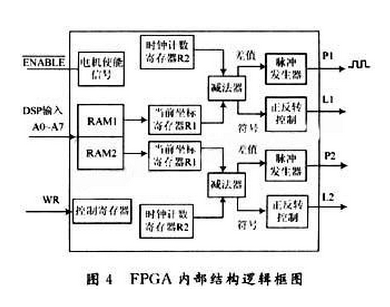 ENABLE
电机使能
信号
时钟计数
寄存器R2
差值
脉冲
发生器
P1
减法器
DSP输入
A0~A7
RAM1
RAM2
当前坐标
寄存器R1
当前坐标
寄存器R1
符号
正反转
控制
L1
差值
脉冲
发生器
P2
减法器
WR
控制寄存器
时钟计数
寄存器R2
符号
正反转
控制
L2
图 4 FPGA 内部结构逻辑框图